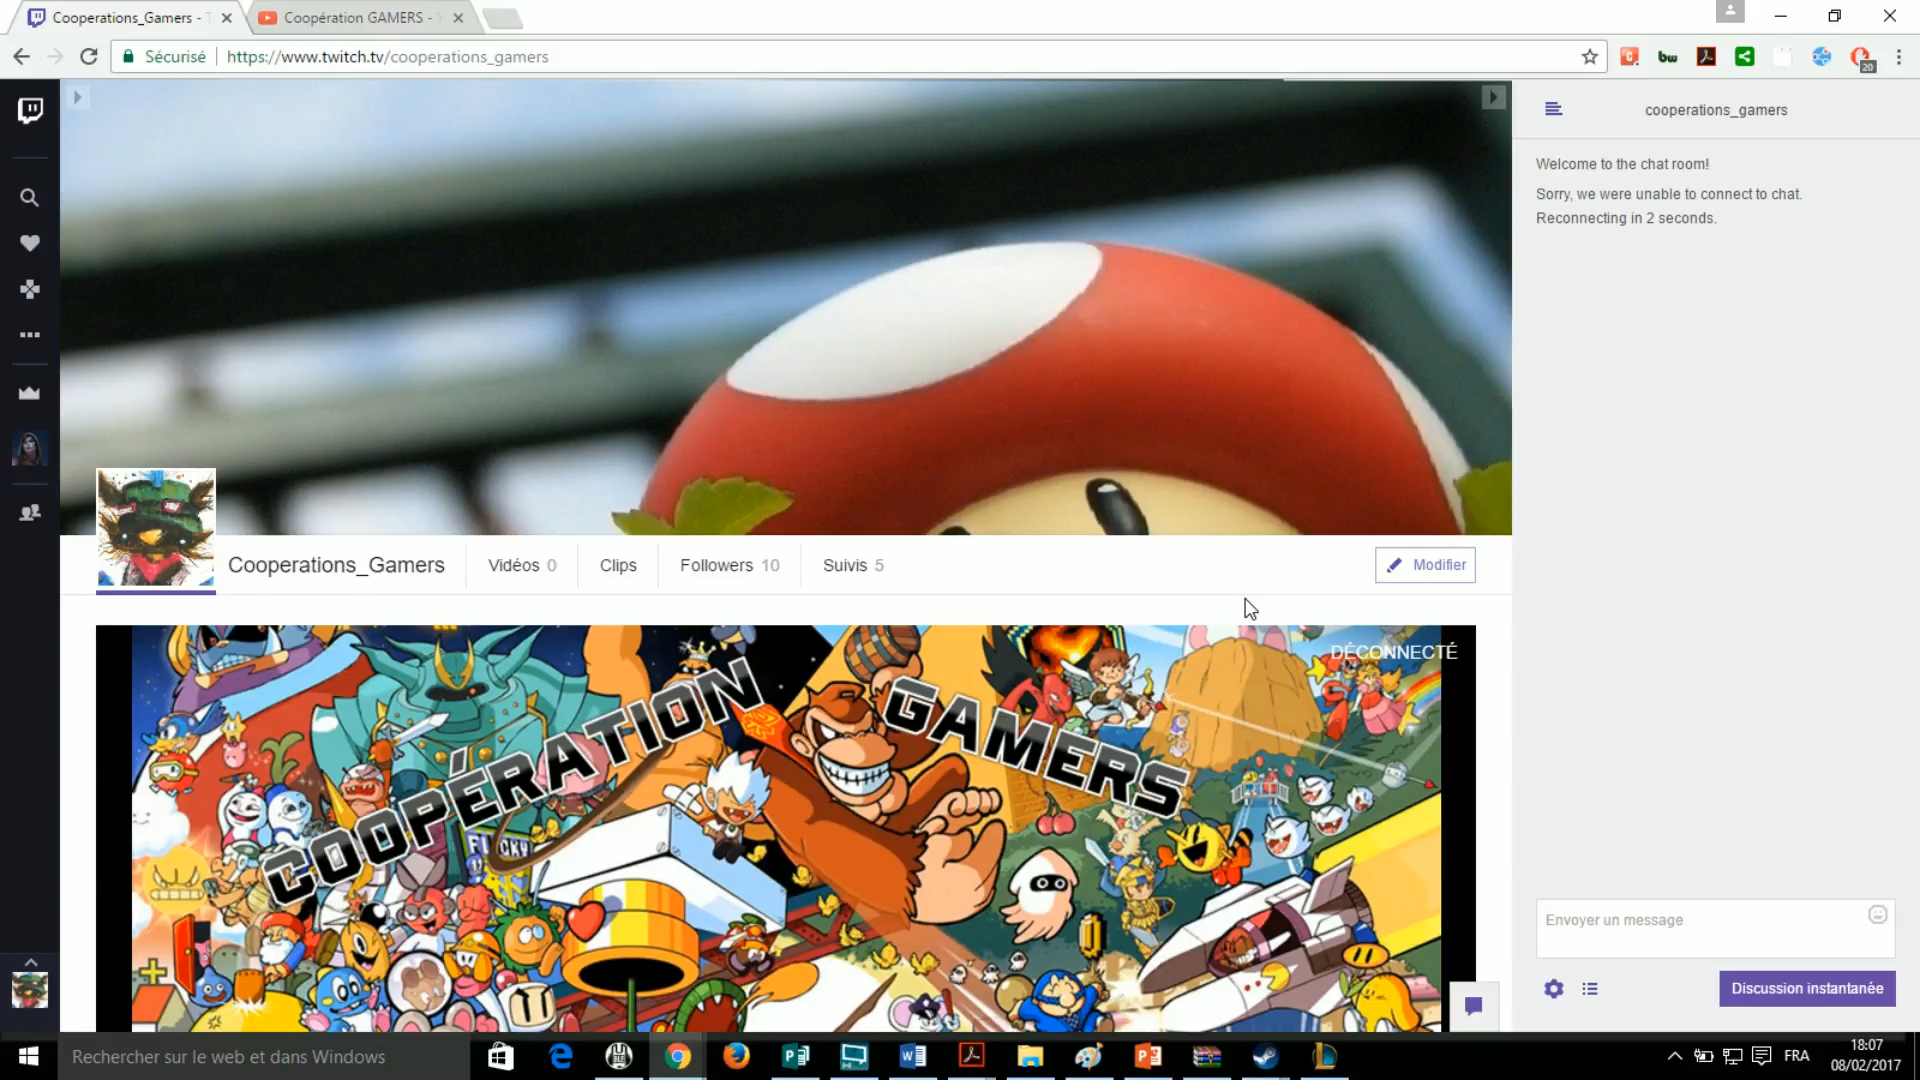 Cooperations_Gamers - T
Coopération GAMERS - Y
Sécurisé
https://www.twitch.tv/cooperations_gamers
bw
20
cooperations_gamers
Welcome to the chat room!
Sorry, we were unable to connect to chat.
Reconnecting in 2 seconds.
Cooperations_Gamers
Vidéos 0
Clips
Followers 10
Suivis 5
Modifier
DÉCONNECTÉ
COOPÉRATION
GAMERS
Envoyer un message
Discussion instantanée
Rechercher sur le web et dans Windows
FRA
18:07
08/02/2017